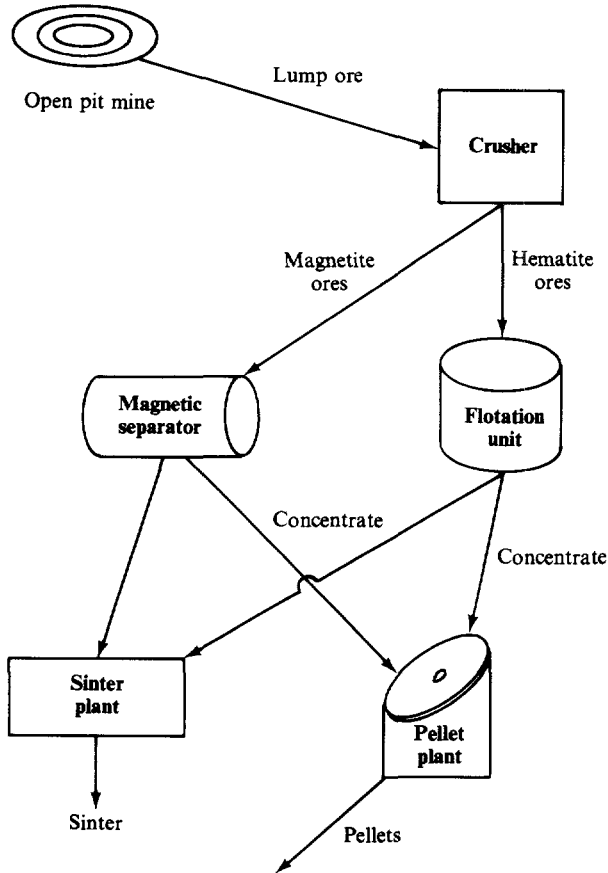 Lump ore
Open pit mine
Crusher
Magnetite
ores
Hematite
ores
Magnetic
separator
Flotation
unit
Concentrate
Concentrate
Sinter
plant
Pellet
plant
Sinter
Pellets